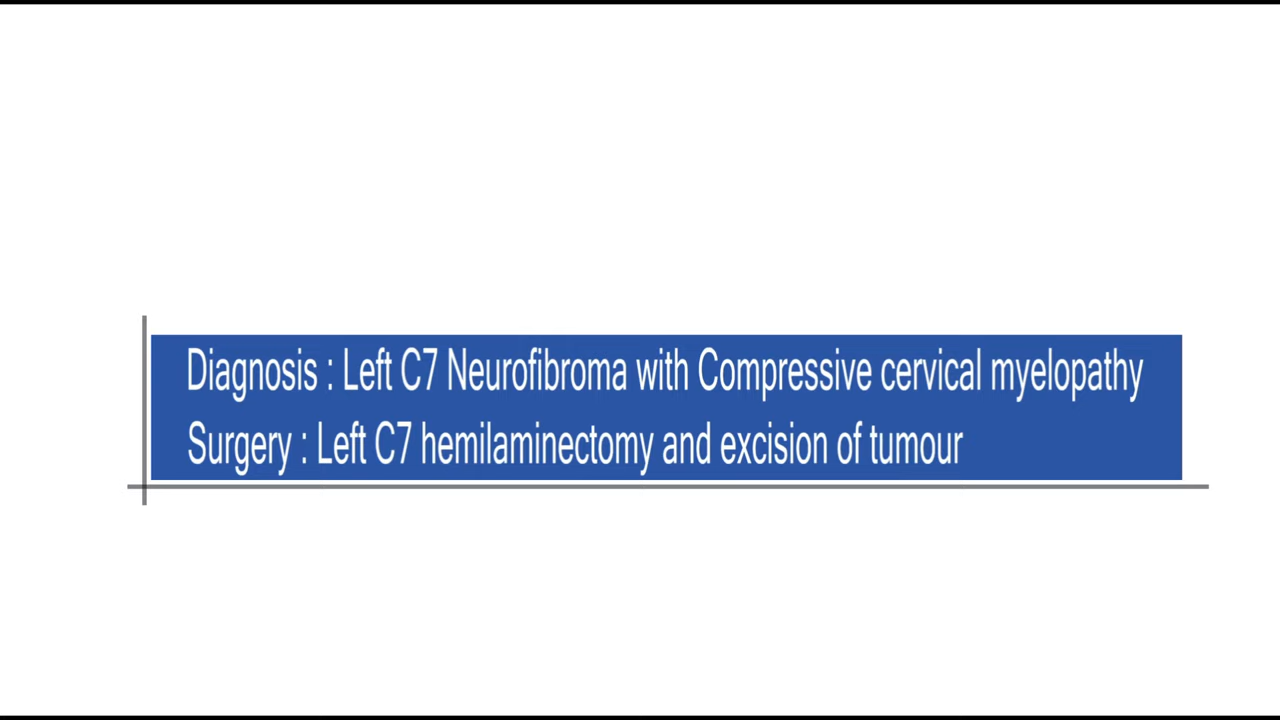 Diagnosis : Left C7 Neurofibroma with Compressive cervical myelopathy
Surgery : Left C7 hemilaminectomy and excision of tumour